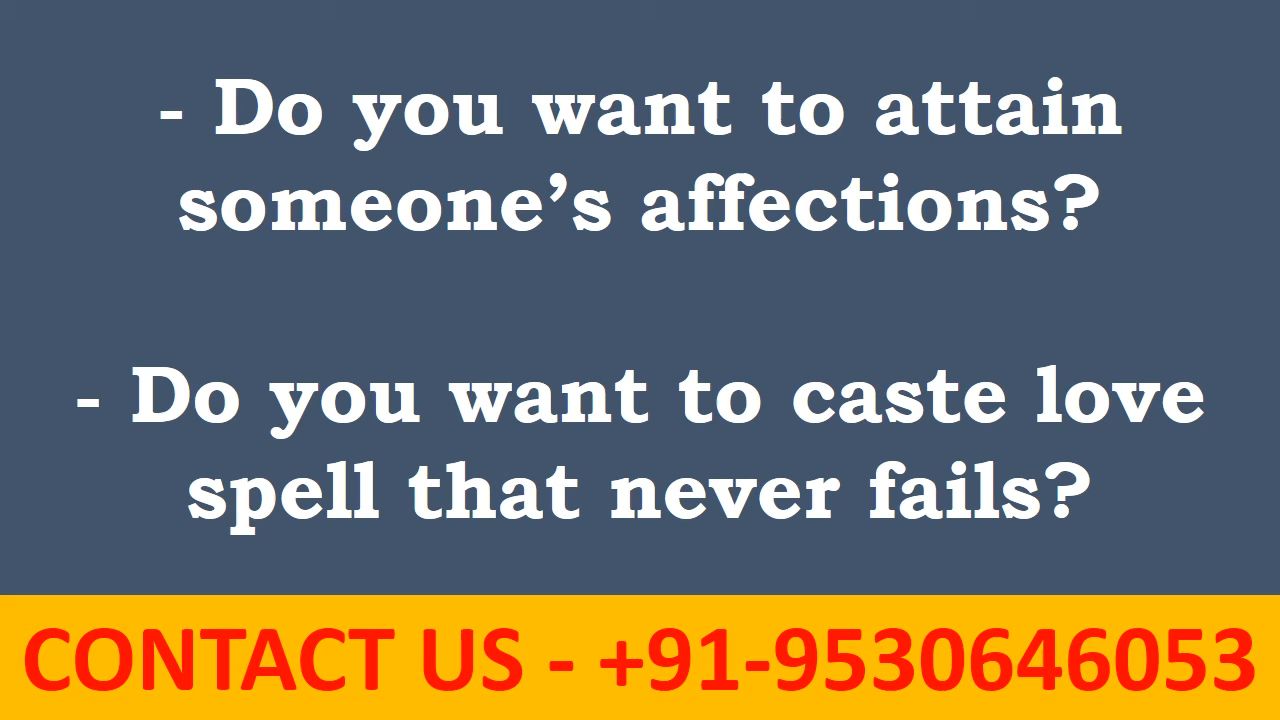 - Do you want to attain
someone’s affections?
- Do you want to caste love
spell that never fails?
CONTACT US - +91-9530646053